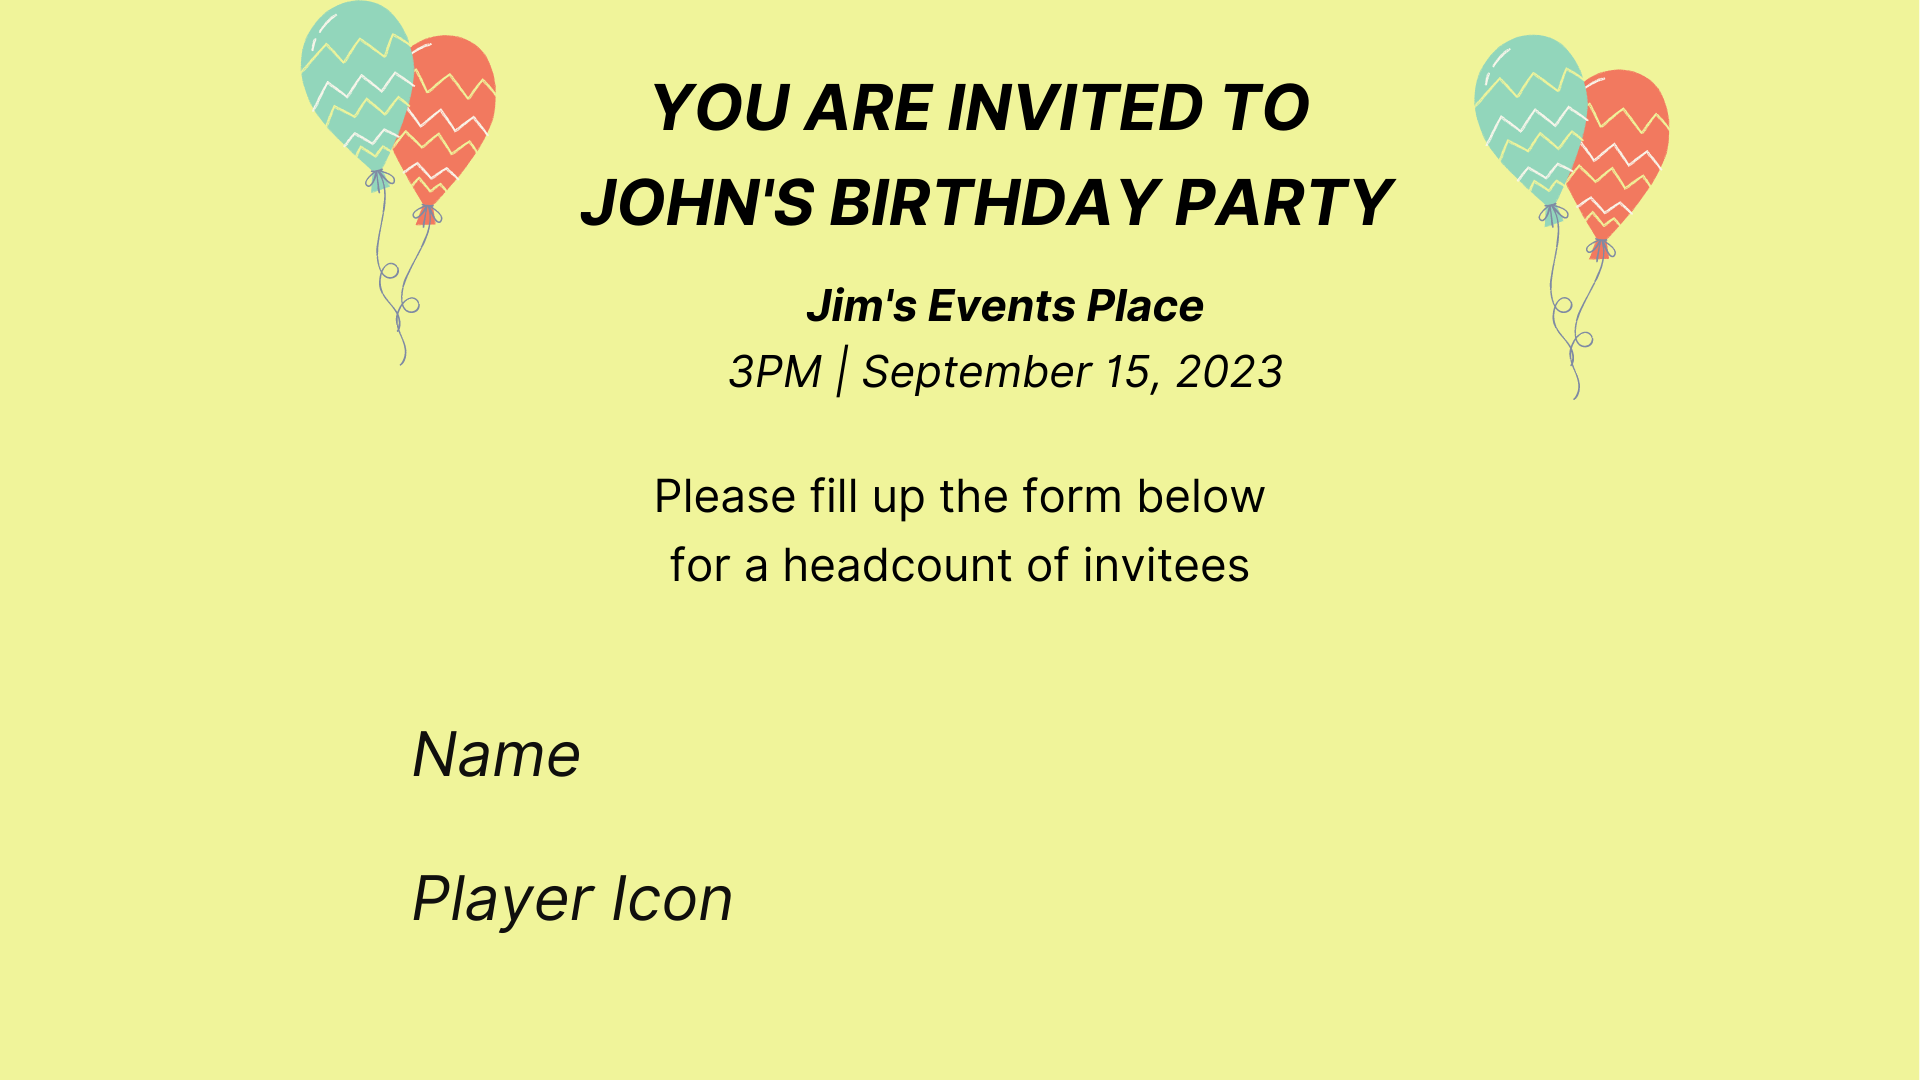 YOU ARE INVITED TO
JOHN'S BIRTHDAY PARTY
Jim's Events Place
3PM | September 15, 2023
Please fill up the form below
for a headcount of invitees
Name
Player Icon